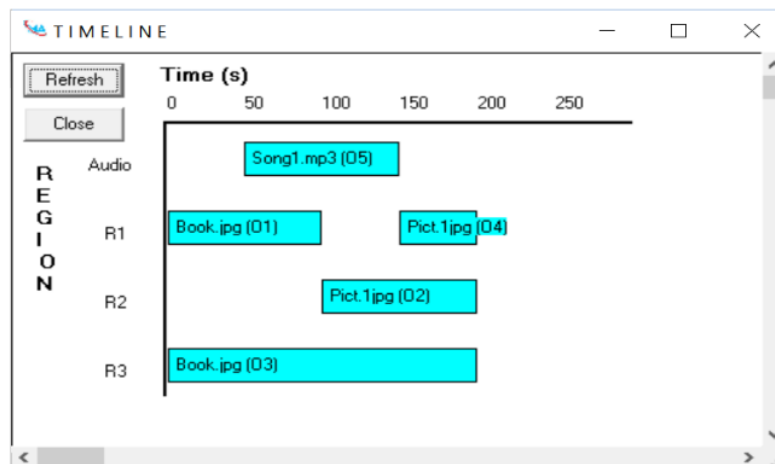 TIMELINE
Refresh
Time (s)
0 50 100 150 200 250
Close
REGION
Audio
Song1.mp3 (O5)
R1
Book.jpg (O1)
Pict.1jpg (O4)
R2
Pict.1jpg (O2)
R3
Book.jpg (O3)